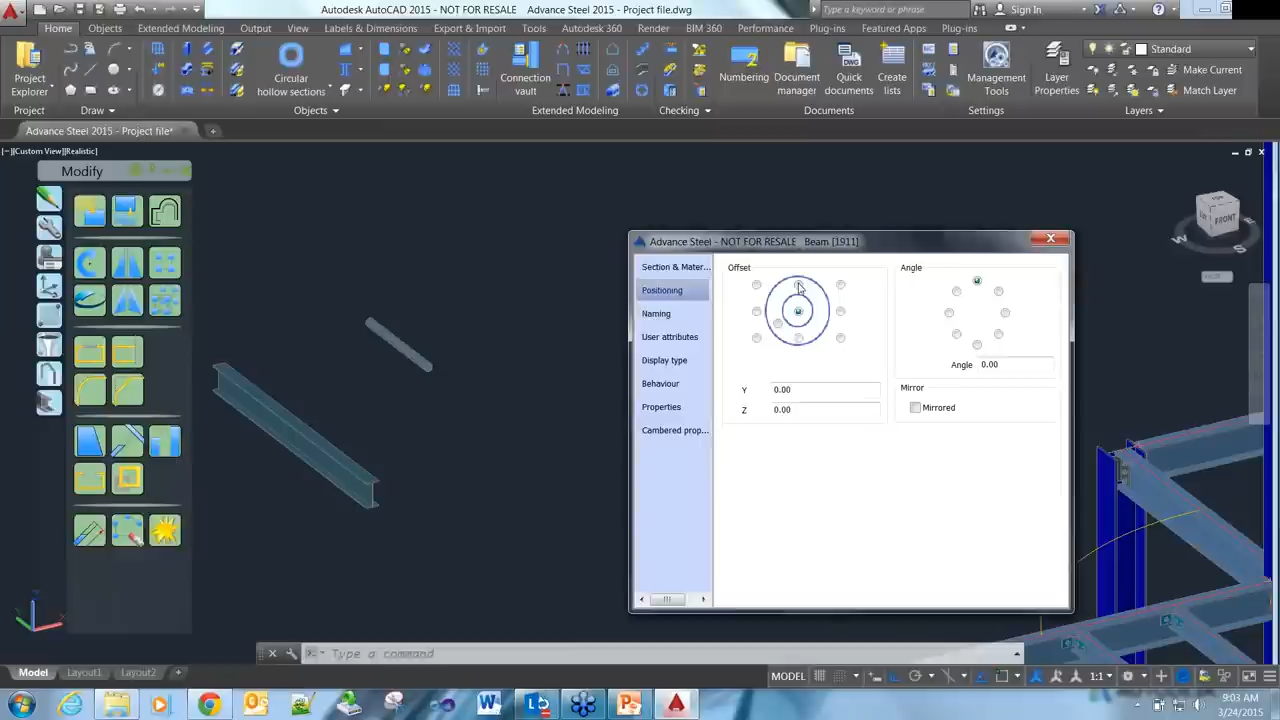 Autodesk AutoCAD 2015 - NOT FOR RESALE Advance Steel - Project file.dwg
Type a keyword or phrase
Sign In
Home Objects Extended Modeling Output View Labels & Dimensions Export & Import Tools Autodesk 360 Render BIM 360 Performance Plug-ins Featured Apps Plug-ins
Project
Explorer
Circular
hollow sections
Connection
vault
Numbering
Document
Manager
Quick
documents
Create
lists
Management
Tools
Layer
Properties
Standard
Make Current
Match Layer
Project Draw Objects Extended Modeling Checking Documents Settings Layers
Advance Steel 2015 - Project file*
[−][Custom View][Realistic]
Modify
FRONT
W
S
Advance Steel - NOT FOR RESALE Beam [1911]
Section & Mater...
Positioning
Naming
User attributes
Display type
Behaviour
Properties
Cambered prop...
Offset
Y 0.00
Z 0.00
Angle
Angle 0.00
Mirror
Mirrored
Type a command
Model Layout1 Layout2
MODEL
1:1
9:03 AM
3/24/2015